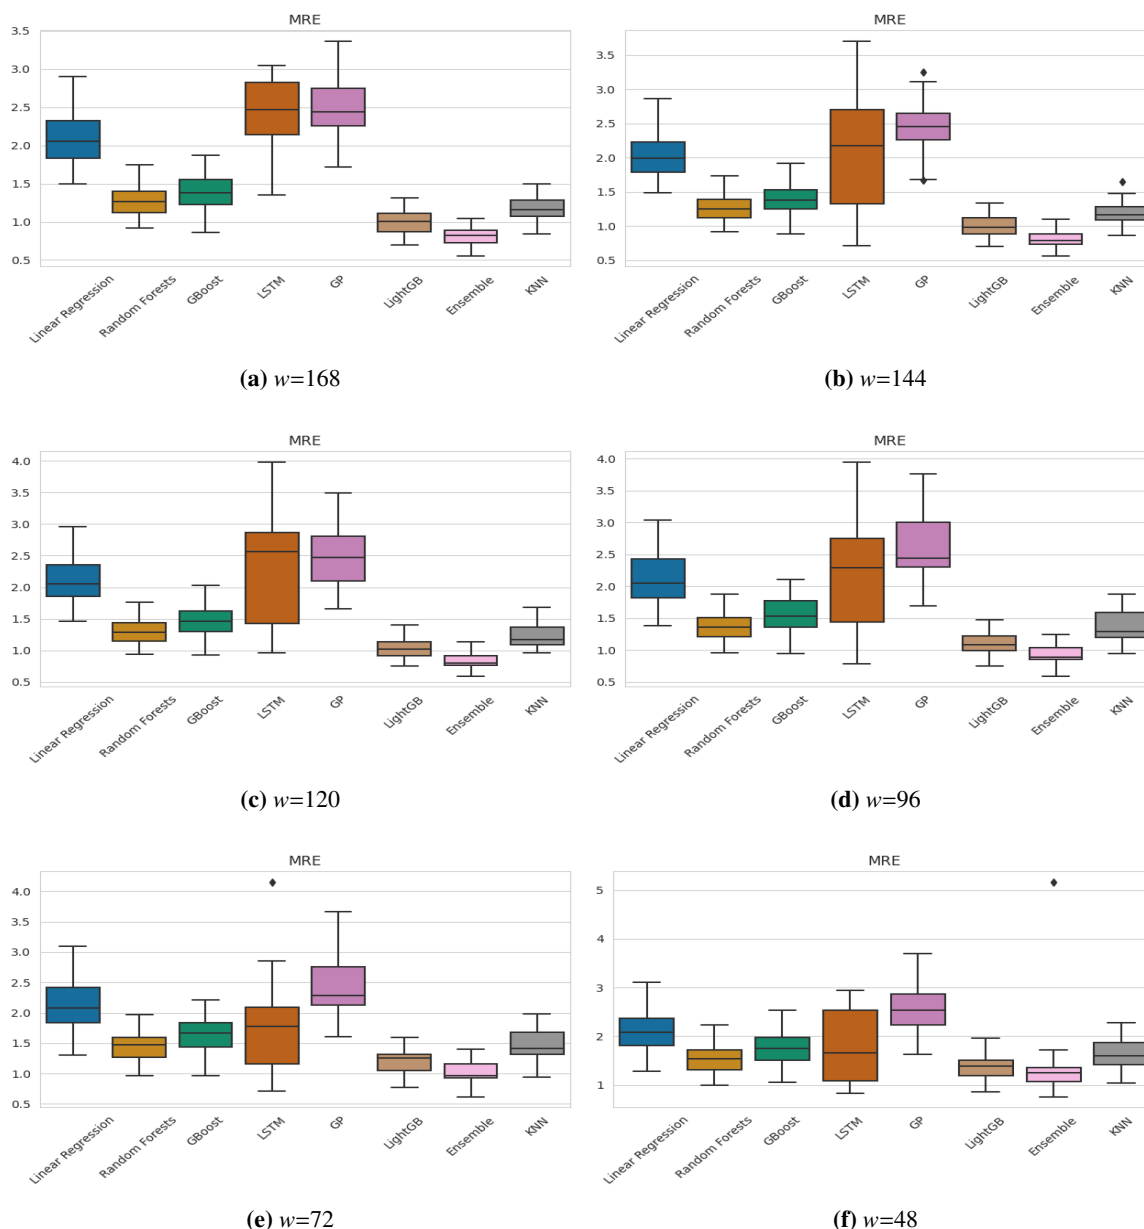 MRE
3.5
3.0
2.5
2.0
1.5
1.0
0.5
Linear Regression
Random Forests
GBoost
LSTM
GP
LightGB
Ensemble
KNN
(a) w=168
MRE
3.5
3.0
2.5
2.0
1.5
1.0
0.5
Linear Regression
Random Forests
GBoost
LSTM
GP
LightGB
Ensemble
KNN
(b) w=144
MRE
4.0
3.5
3.0
2.5
2.0
1.5
1.0
0.5
Linear Regression
Random Forests
GBoost
LSTM
GP
LightGB
Ensemble
KNN
(c) w=120
MRE
4.0
3.5
3.0
2.5
2.0
1.5
1.0
0.5
Linear Regression
Random Forests
GBoost
LSTM
GP
LightGB
Ensemble
KNN
(d) w=96
MRE
4.0
3.5
3.0
2.5
2.0
1.5
1.0
0.5
Linear Regression
Random Forests
GBoost
LSTM
GP
LightGB
Ensemble
KNN
(e) w=72
MRE
5
4
3
2
1
Linear Regression
Random Forests
GBoost
LSTM
GP
LightGB
Ensemble
KNN
(f) w=48